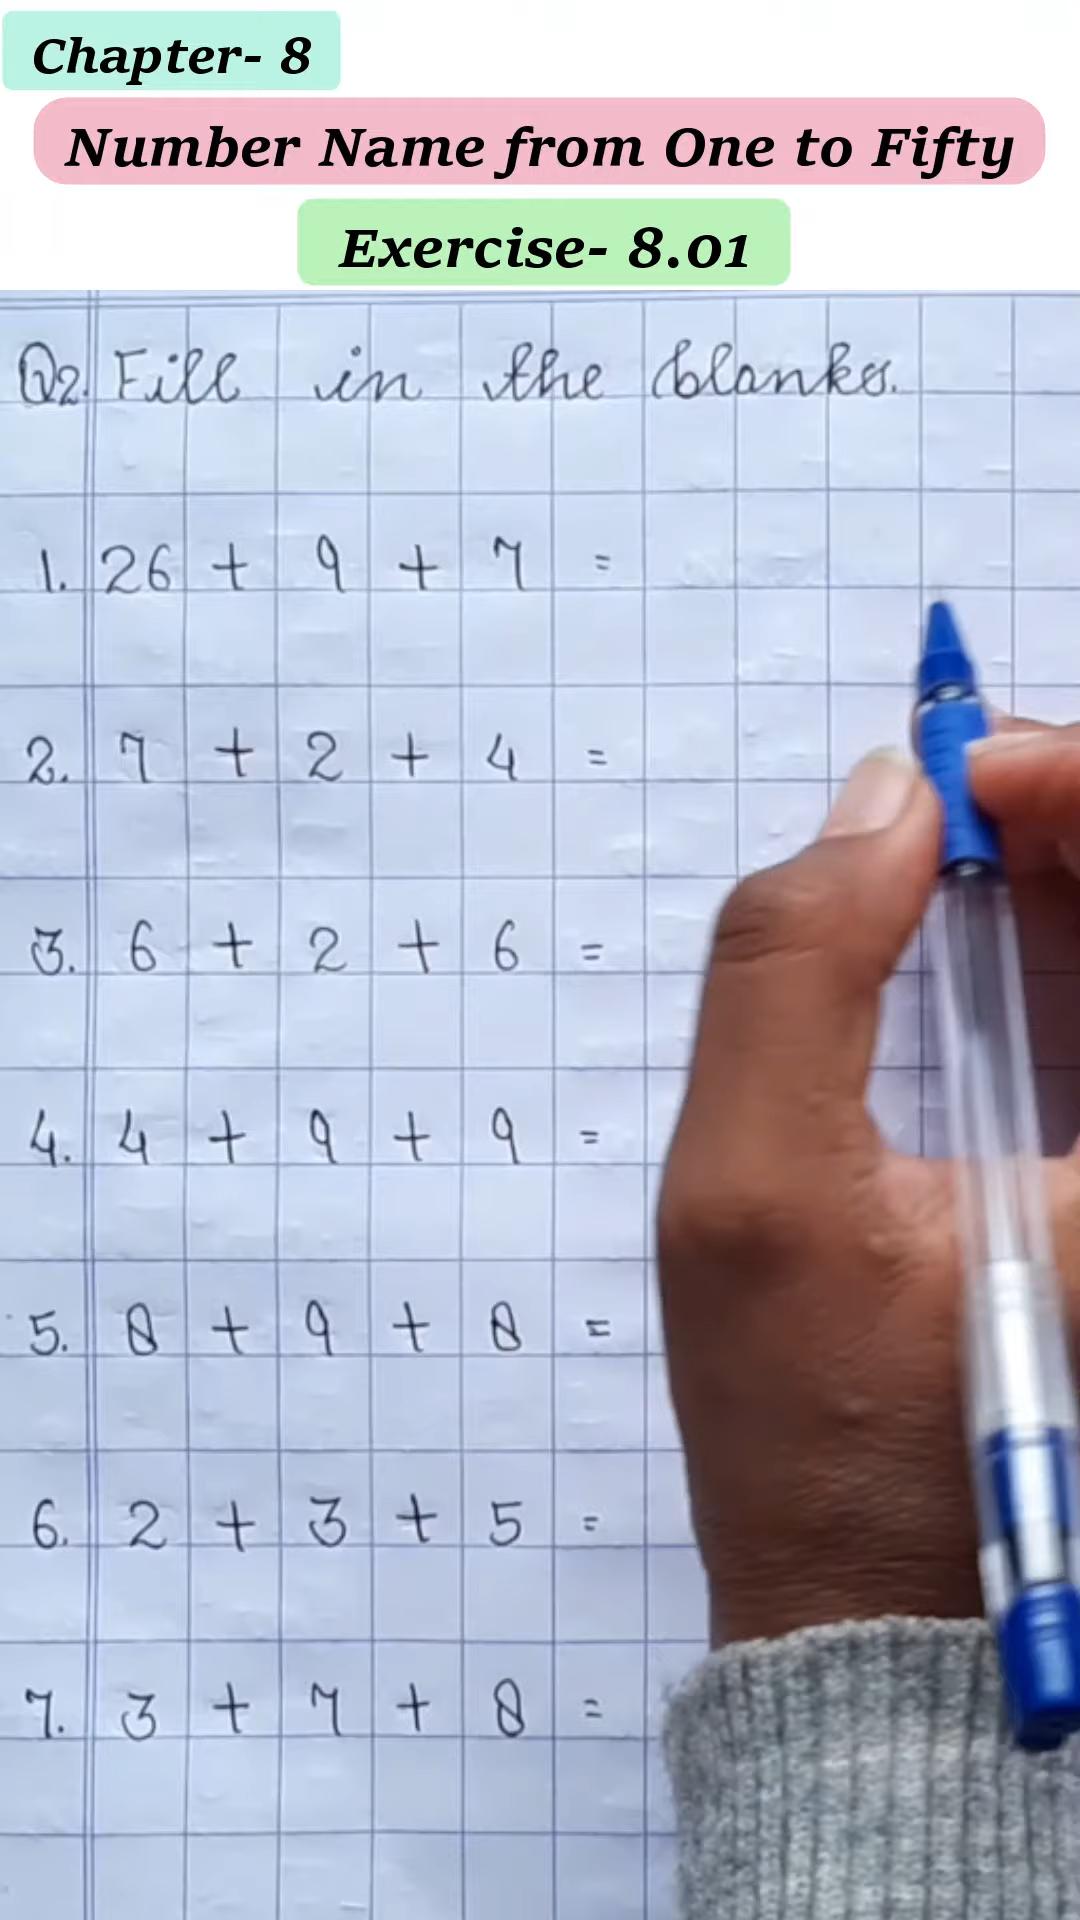 Chapter- 8
Number Name from One to Fifty
Exercise- 8.01
Q2. Fill in the blanks.
1. 26 + 9 + 7 =
2. 7 + 2 + 4 =
3. 6 + 2 + 6 =
4. 4 + 9 + 9 =
5. 8 + 9 + 8 =
6. 2 + 3 + 5 =
7. 3 + 7 + 8 =